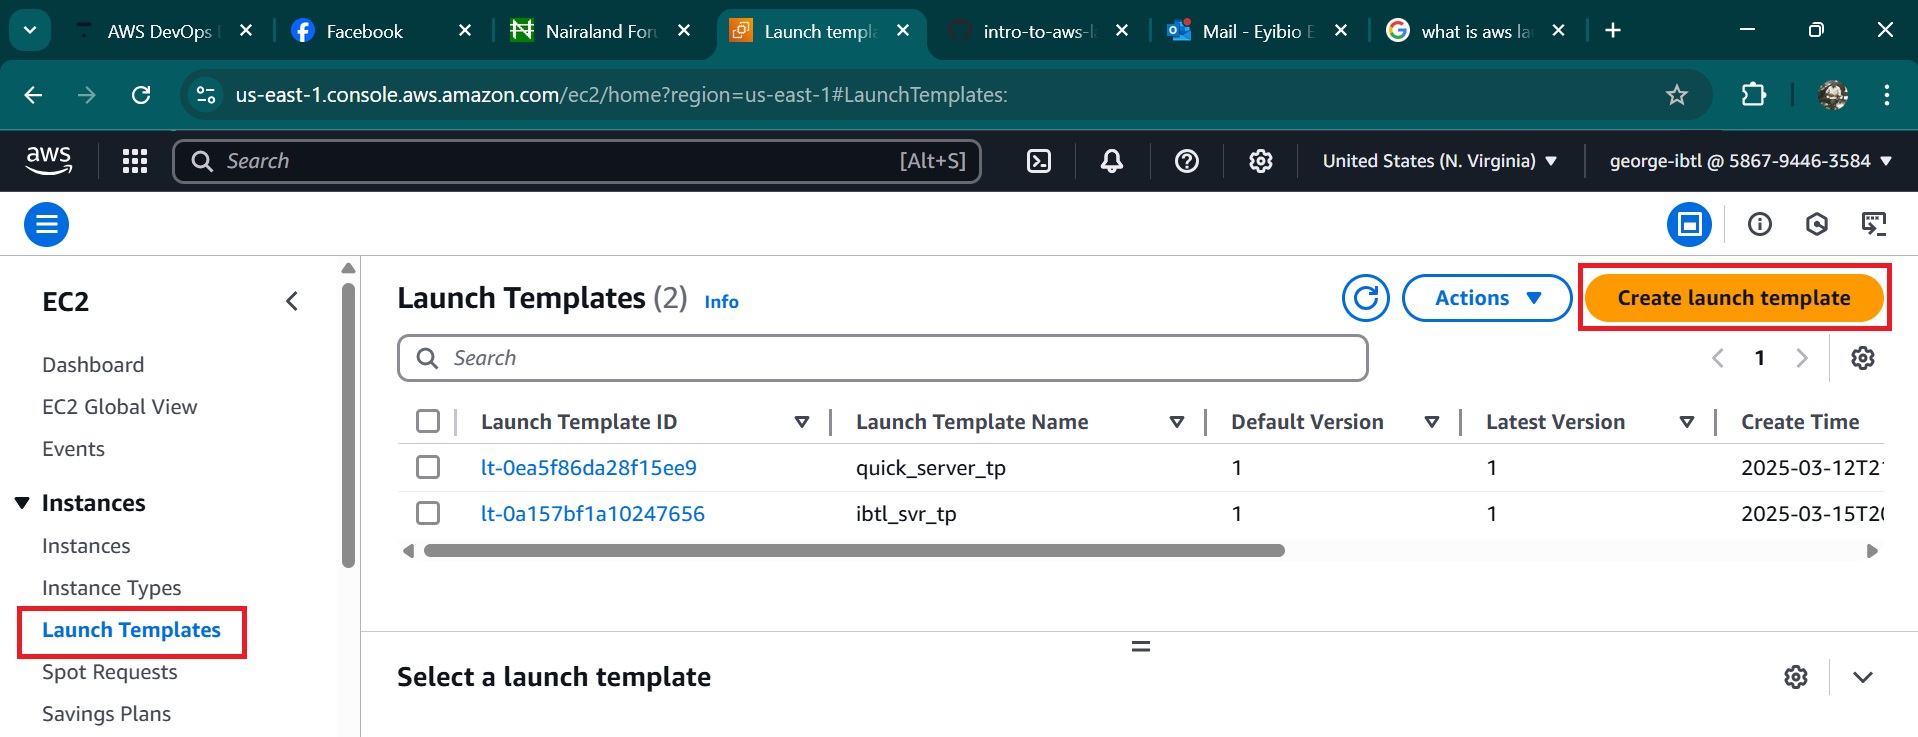 AWS DevOps
Facebook
Nairaland For
Launch templa
intro-to-aws-l
Mail - Eyibio E
what is aws la
us-east-1.console.aws.amazon.com/ec2/home?region=us-east-1#LaunchTemplates:
aws
Search
[Alt+S]
United States (N. Virginia)
george-ibtl @ 5867-9446-3584
EC2
Dashboard
EC2 Global View
Events
Instances
Instances
Instance Types
Launch Templates
Spot Requests
Savings Plans
Launch Templates (2) Info
Actions
Create launch template
Search
1
Launch Template ID Launch Template Name Default Version Latest Version Create Time
lt-0ea5f86da28f15ee9 quick_server_tp 1 1 2025-03-12T21
lt-0a157bf1a10247656 ibtl_svr_tp 1 1 2025-03-15T20
Select a launch template